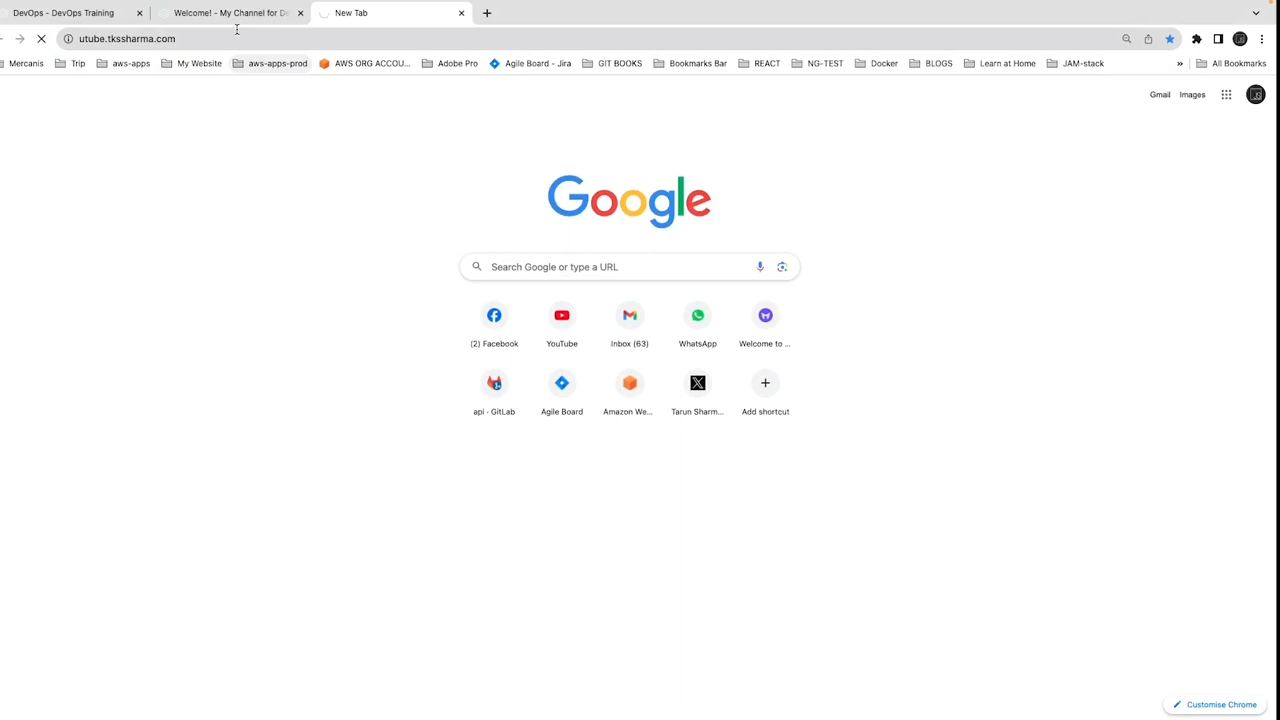 DevOps - DevOps Training
Welcome! - My Channel for De
New Tab
utube.tkssharma.com
Mercanis
Trip
aws-apps
My Website
aws-apps-prod
AWS ORG ACCOU...
Adobe Pro
Agile Board - Jira
GIT BOOKS
Bookmarks Bar
REACT
NG-TEST
Docker
BLOGS
Learn at Home
JAM-stack
»
All Bookmarks
Gmail
Images
Google
Search Google or type a URL
(2) Facebook
YouTube
Inbox (63)
WhatsApp
Welcome to ...
api · GitLab
Agile Board
Amazon We...
Tarun Sharm...
Add shortcut
Customise Chrome